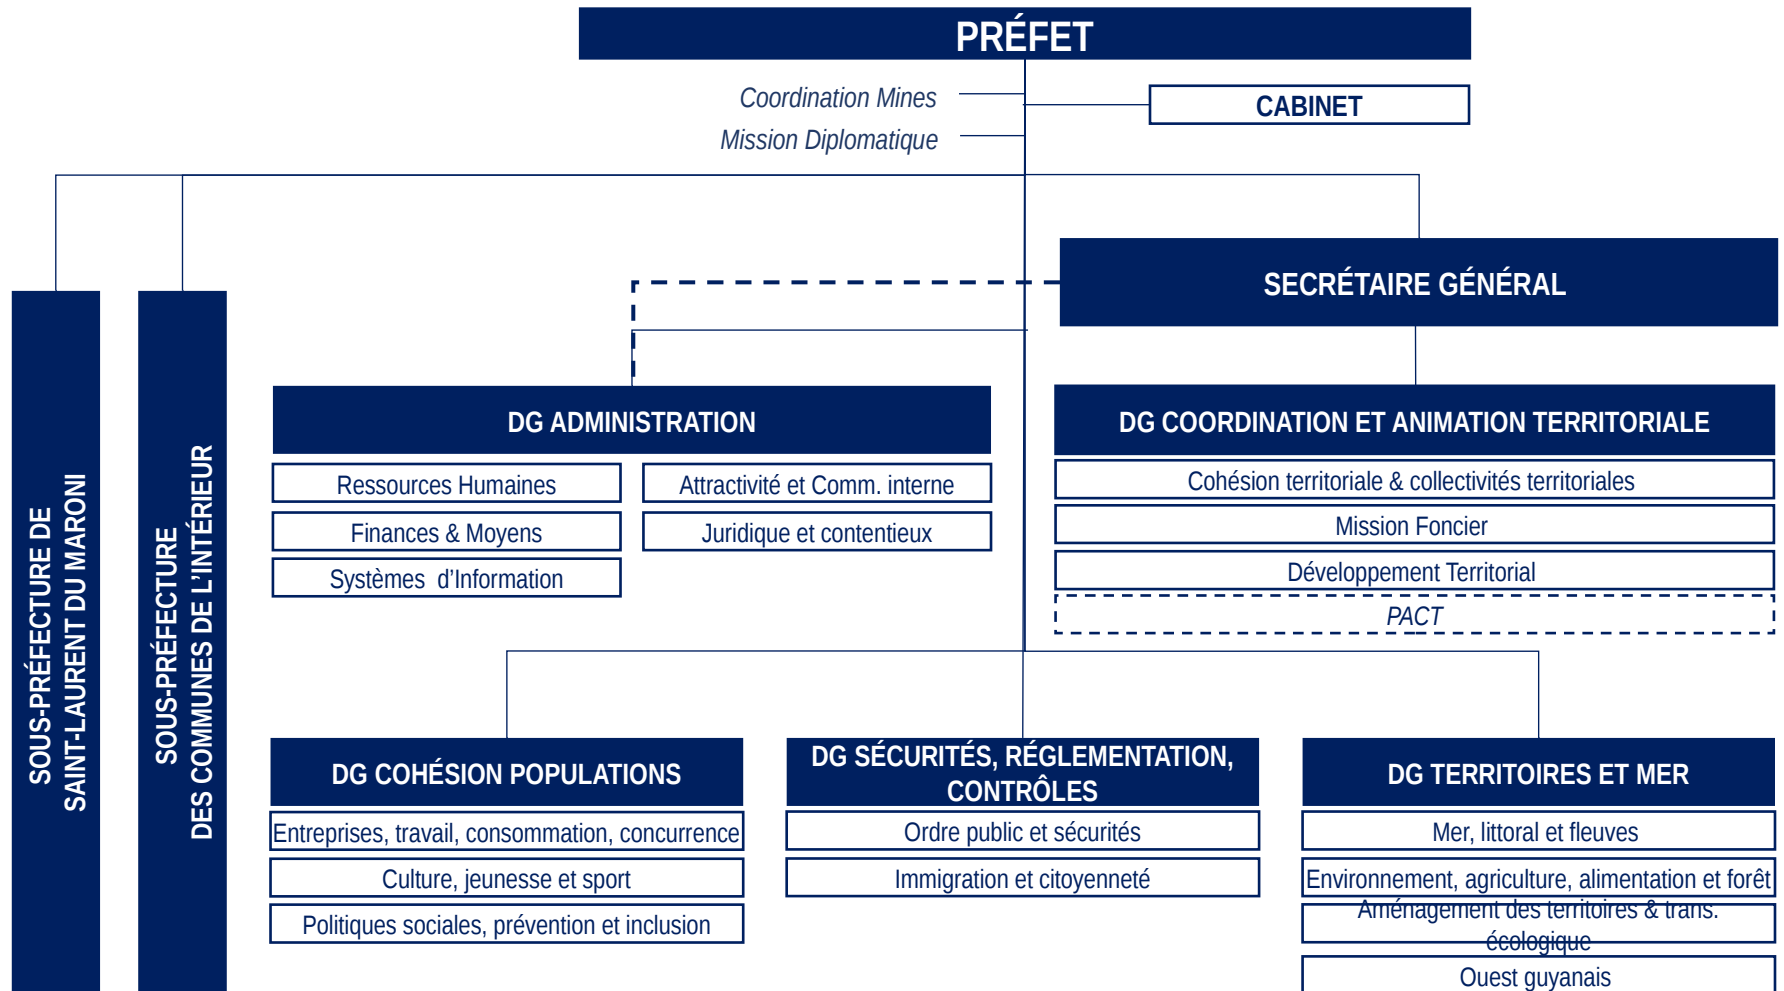 PRÉFET
Coordination Mines
CABINET
Mission Diplomatique
SECRÉTAIRE GÉNÉRAL
SOUS-PRÉFECTURE DE
SAINT-LAURENT DU MARONI
SOUS-PRÉFECTURE
DES COMMUNES DE L'INTÉRIEUR
DG ADMINISTRATION
Ressources Humaines
Attractivité et Comm. interne
Finances & Moyens
Juridique et contentieux
Systèmes d’Information
DG COORDINATION ET ANIMATION TERRITORIALE
Cohésion territoriale & collectivités territoriales
Mission Foncier
Développement Territorial
PACT
DG COHÉSION POPULATIONS
Entreprises, travail, consommation, concurrence
Culture, jeunesse et sport
Politiques sociales, prévention et inclusion
DG SÉCURITÉS, RÉGLEMENTATION,
CONTRÔLES
Ordre public et sécurités
Immigration et citoyenneté
DG TERRITOIRES ET MER
Mer, littoral et fleuves
Environnement, agriculture, alimentation et forêt
Aménagement des territoires & trans.
écologique
Ouest guyanais